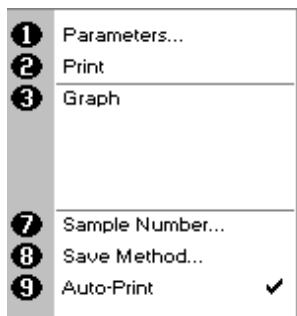 1 Parameters...
2 Print
3 Graph
7 Sample Number...
8 Save Method...
9 Auto-Print ✓